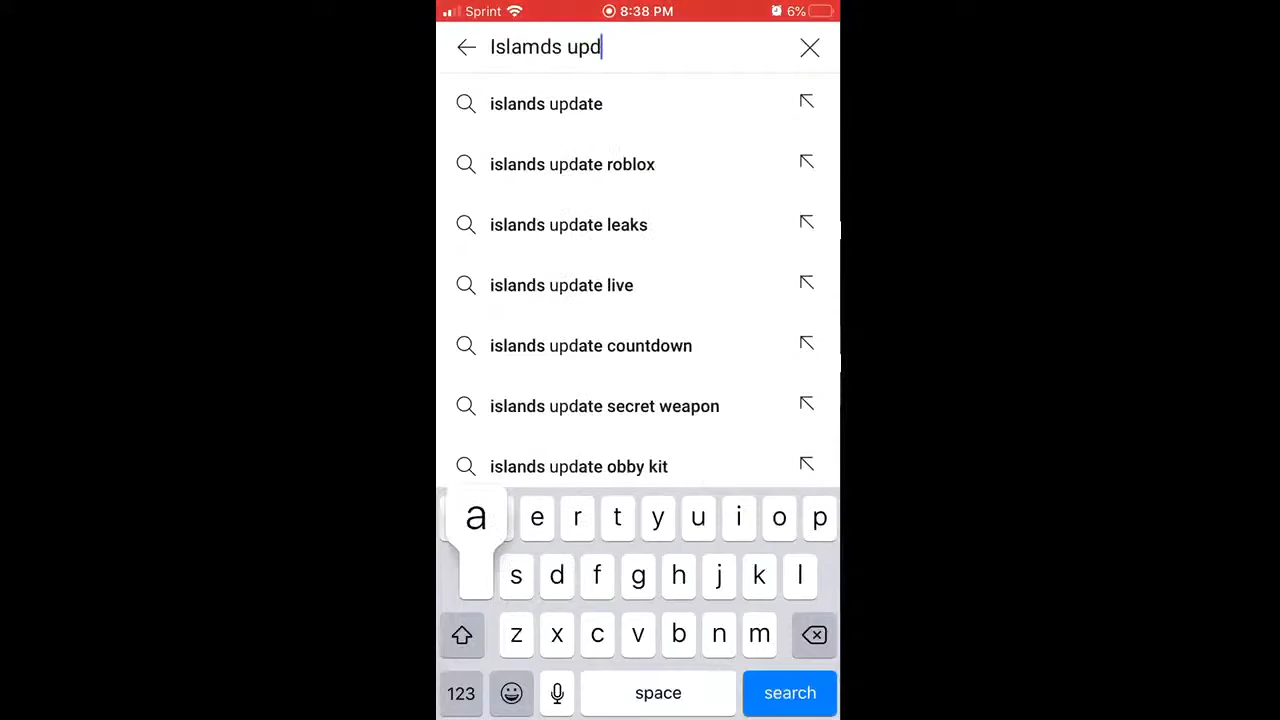 Sprint 8:38 PM 6%
Islamds upd
islands update
islands update roblox
islands update leaks
islands update live
islands update countdown
islands update secret weapon
islands update obby kit
a e r t y u i o p
s d f g h j k l
z x c v b n m
123 space search